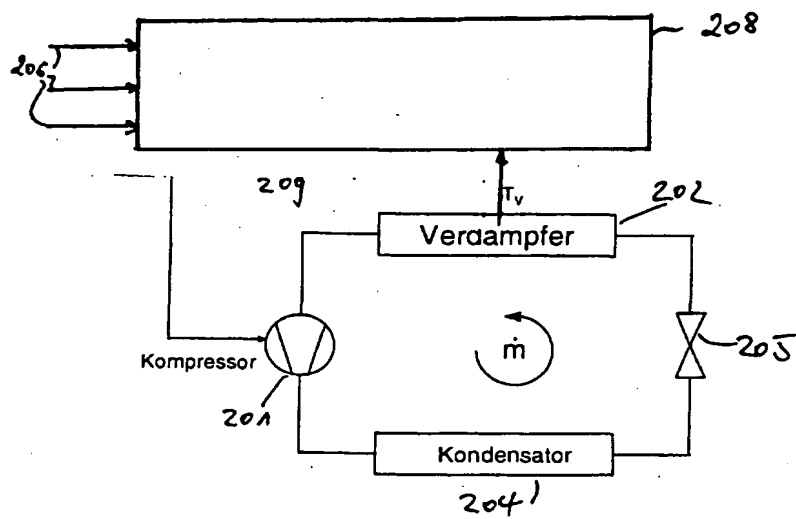 208
206
209
Tv
202
Verdampfer
ṁ
205
Kompressor
201
Kondensator
204